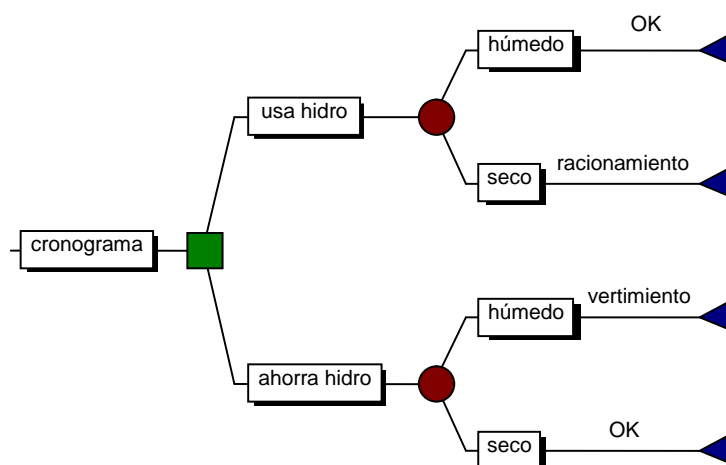 OK
húmedo
usa hidro
seco
racionamiento
cronograma
húmedo
vertimiento
ahorra hidro
OK
seco